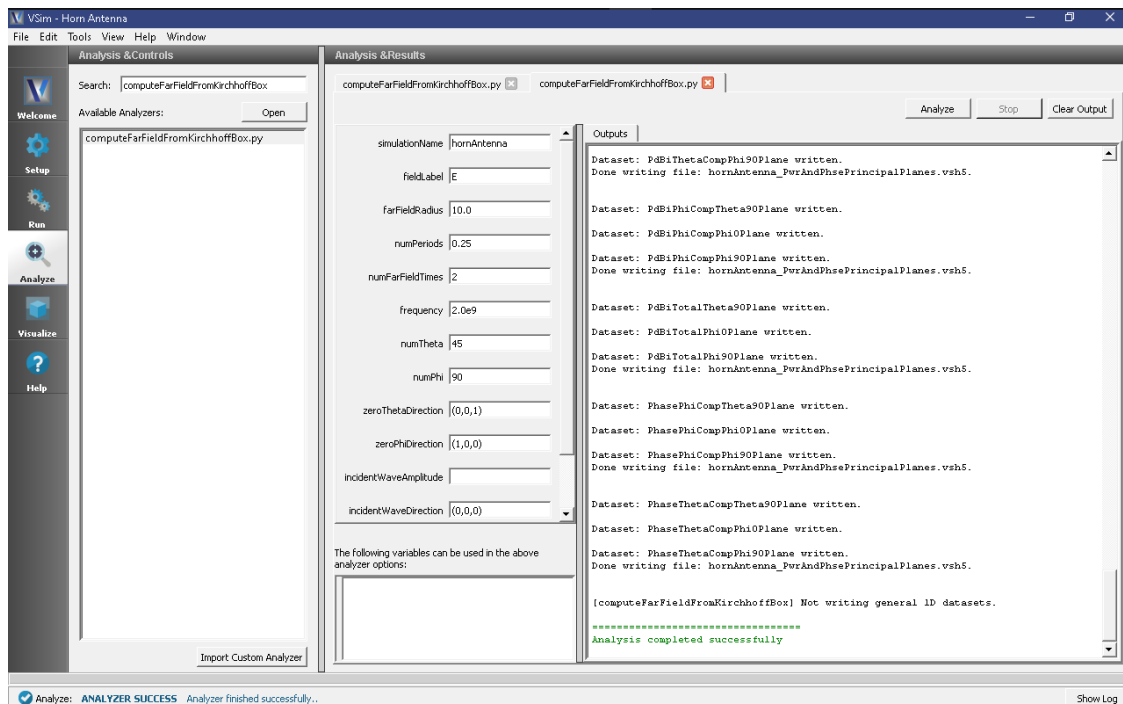 VSim - Horn Antenna
File Edit Tools View Help Window
Analysis &Controls
Analysis &Results
Welcome
Setup
Run
Analyze
Visualize
Help
Search: computeFarFieldFromKirchhoffBox
Available Analyzers: Open
computeFarFieldFromKirchhoffBox.py
Import Custom Analyzer
computeFarFieldFromKirchhoffBox.py computeFarFieldFromKirchhoffBox.py
Analyze Stop Clear Output
simulationName hornAntenna
fieldLabel E
farFieldRadius 10.0
numPeriods 0.25
numFarFieldTimes 2
frequency 2.0e9
numTheta 45
numPhi 90
zeroThetaDirection (0,0,1)
zeroPhiDirection (1,0,0)
incidentWaveAmplitude
incidentWaveDirection (0,0,0)
The following variables can be used in the above
analyzer options:
Outputs
Dataset: PdBiThetaCompPhi90Plane written.
Done writing file: hornAntenna_PwrAndPhsePrincipalPlanes.vsh5.
Dataset: PdBiPhiCompTheta90Plane written.
Dataset: PdBiPhiCompPhi0Plane written.
Dataset: PdBiPhiCompPhi90Plane written.
Done writing file: hornAntenna_PwrAndPhsePrincipalPlanes.vsh5.
Dataset: PdBiTotalTheta90Plane written.
Dataset: PdBiTotalPhi0Plane written.
Dataset: PdBiTotalPhi90Plane written.
Done writing file: hornAntenna_PwrAndPhsePrincipalPlanes.vsh5.
Dataset: PhasePhiCompTheta90Plane written.
Dataset: PhasePhiCompPhi0Plane written.
Dataset: PhasePhiCompPhi90Plane written.
Done writing file: hornAntenna_PwrAndPhsePrincipalPlanes.vsh5.
Dataset: PhaseThetaCompTheta90Plane written.
Dataset: PhaseThetaCompPhi0Plane written.
Dataset: PhaseThetaCompPhi90Plane written.
Done writing file: hornAntenna_PwrAndPhsePrincipalPlanes.vsh5.
[computeFarFieldFromKirchhoffBox] Not writing general 1D datasets.
==================================
Analysis completed successfully
Analyze: ANALYZER SUCCESS Analyzer finished successfully..
Show Log